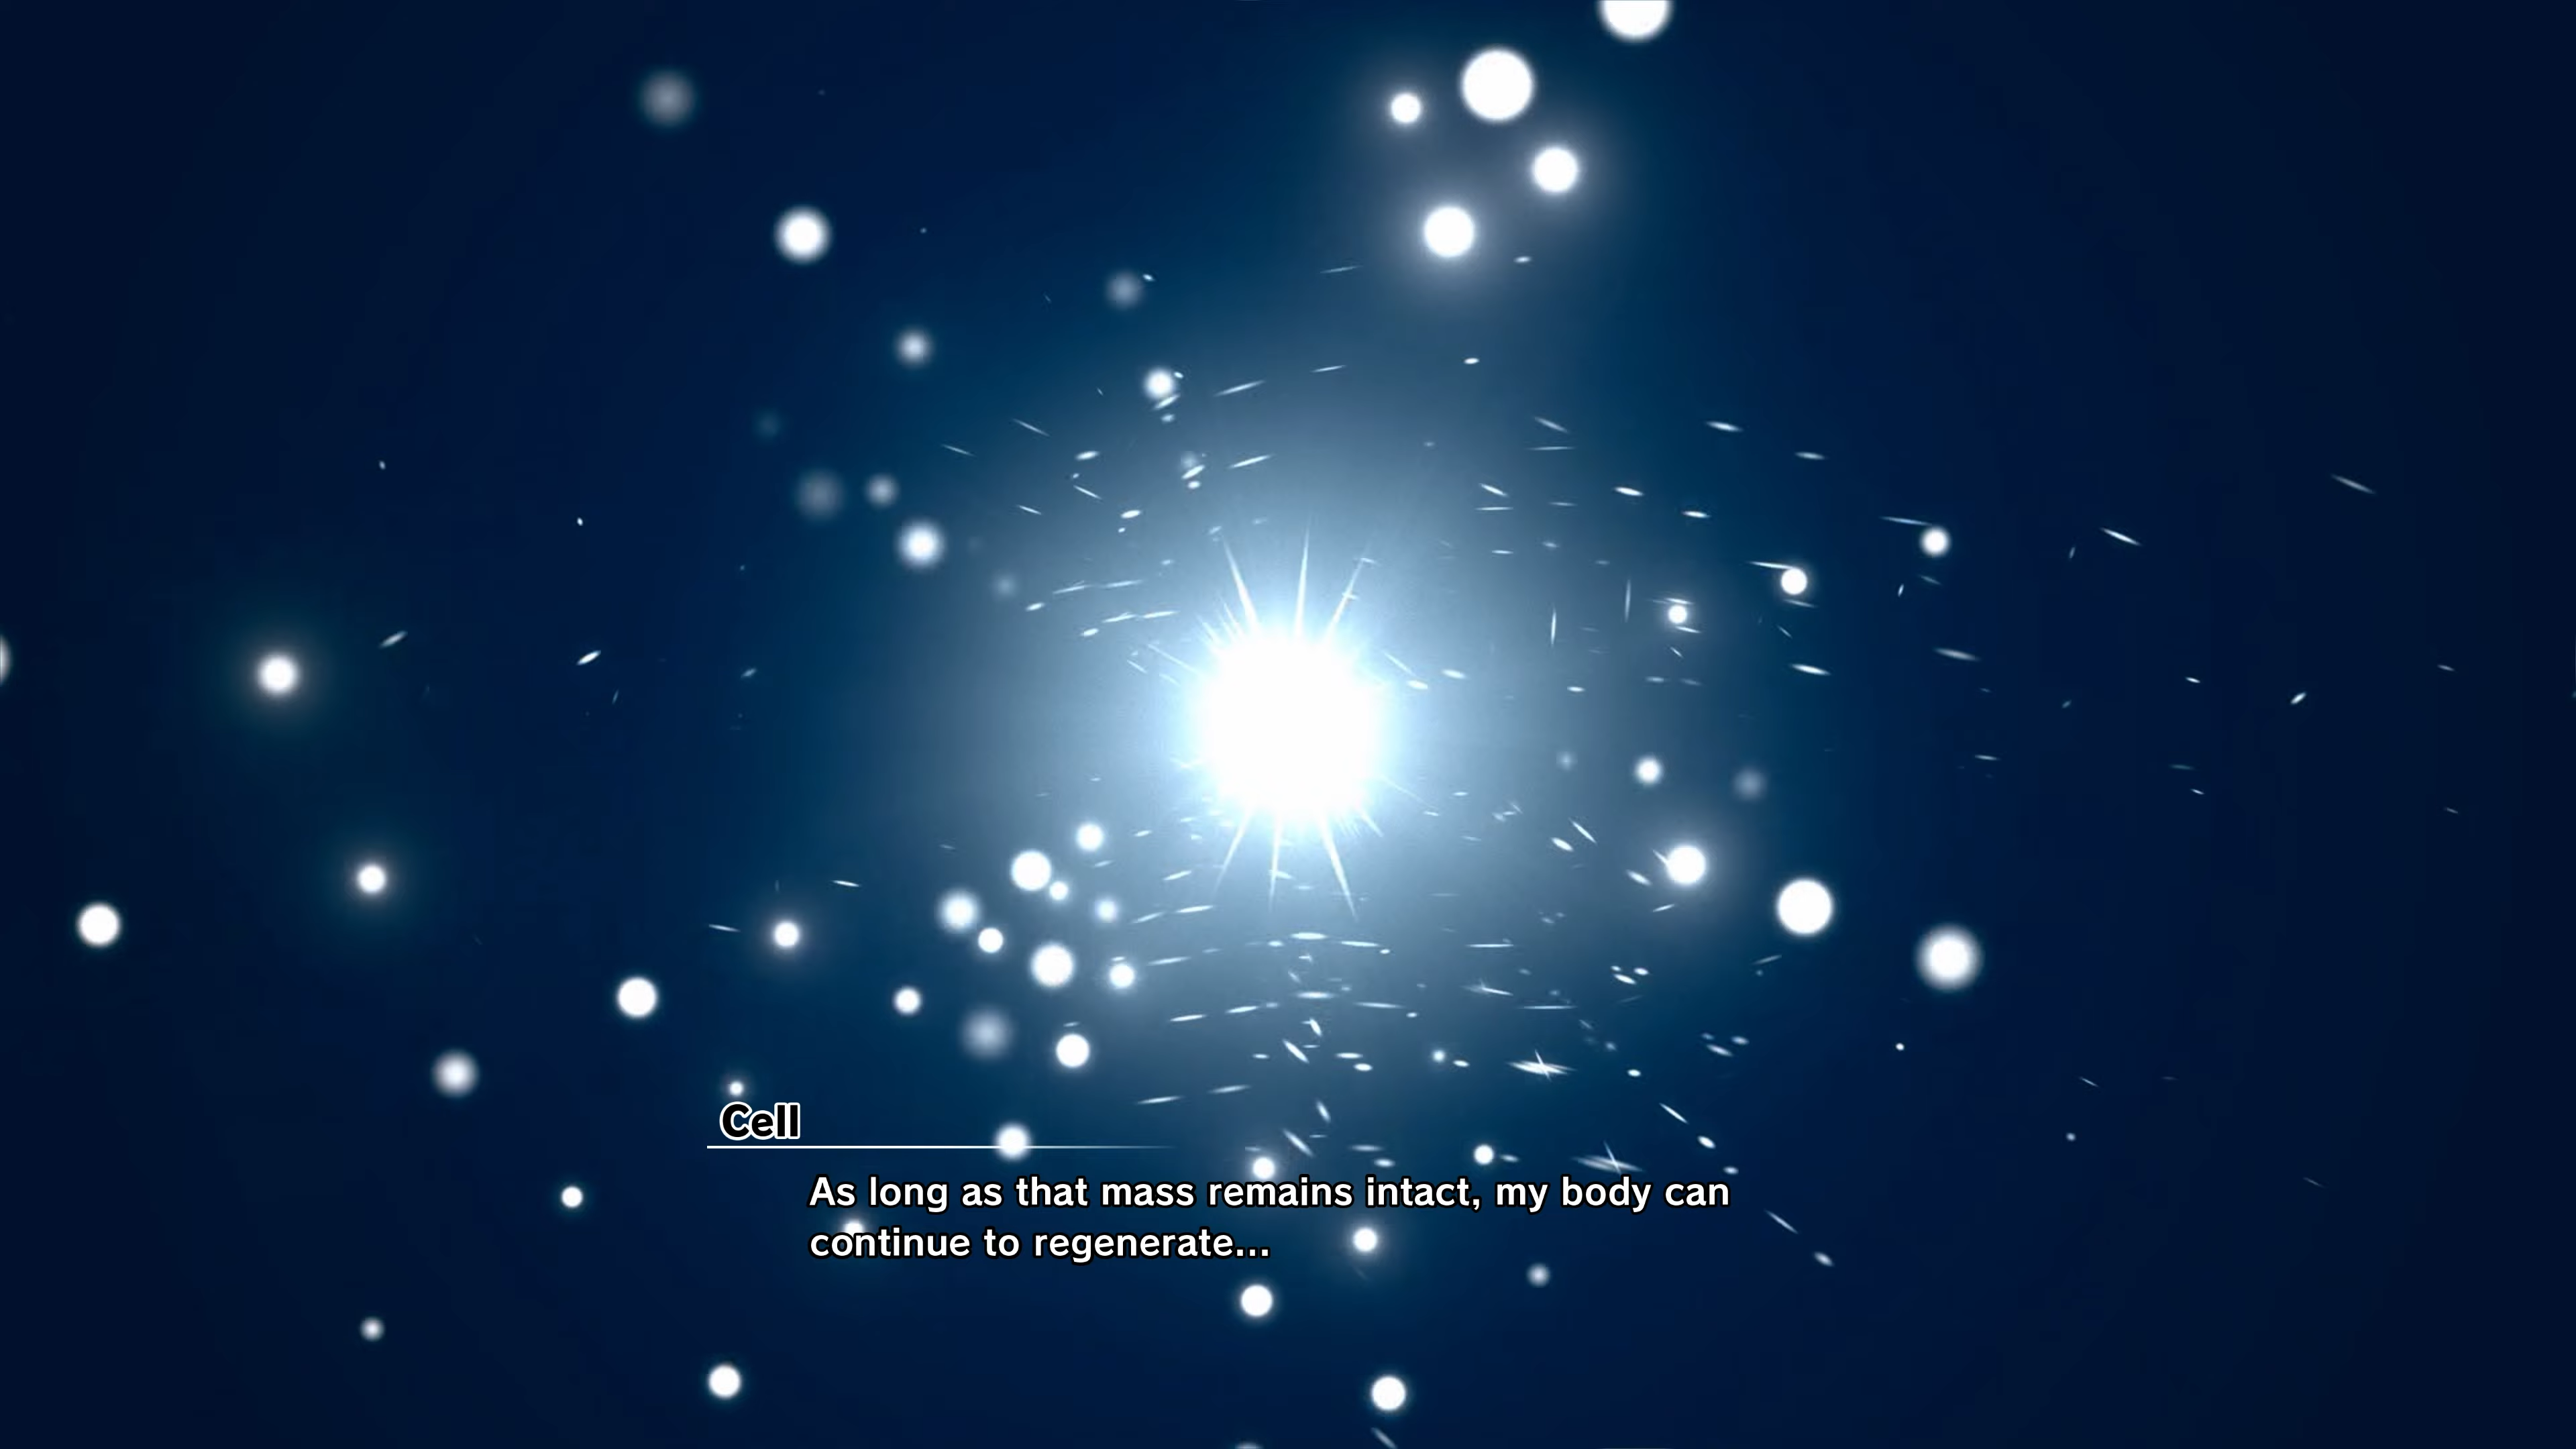 Cell
As long as that mass remains intact, my body can
continue to regenerate...